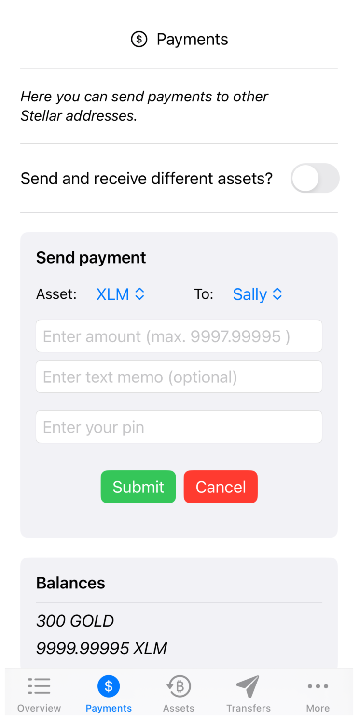 Payments
Here you can send payments to other
Stellar addresses.
Send and receive different assets?
Send payment
Asset: XLM To: Sally
Enter amount (max. 9997.99995 )
Enter text memo (optional)
Enter your pin
Submit Cancel
Balances
300 GOLD
9999.99995 XLM
Overview Payments Assets Transfers More